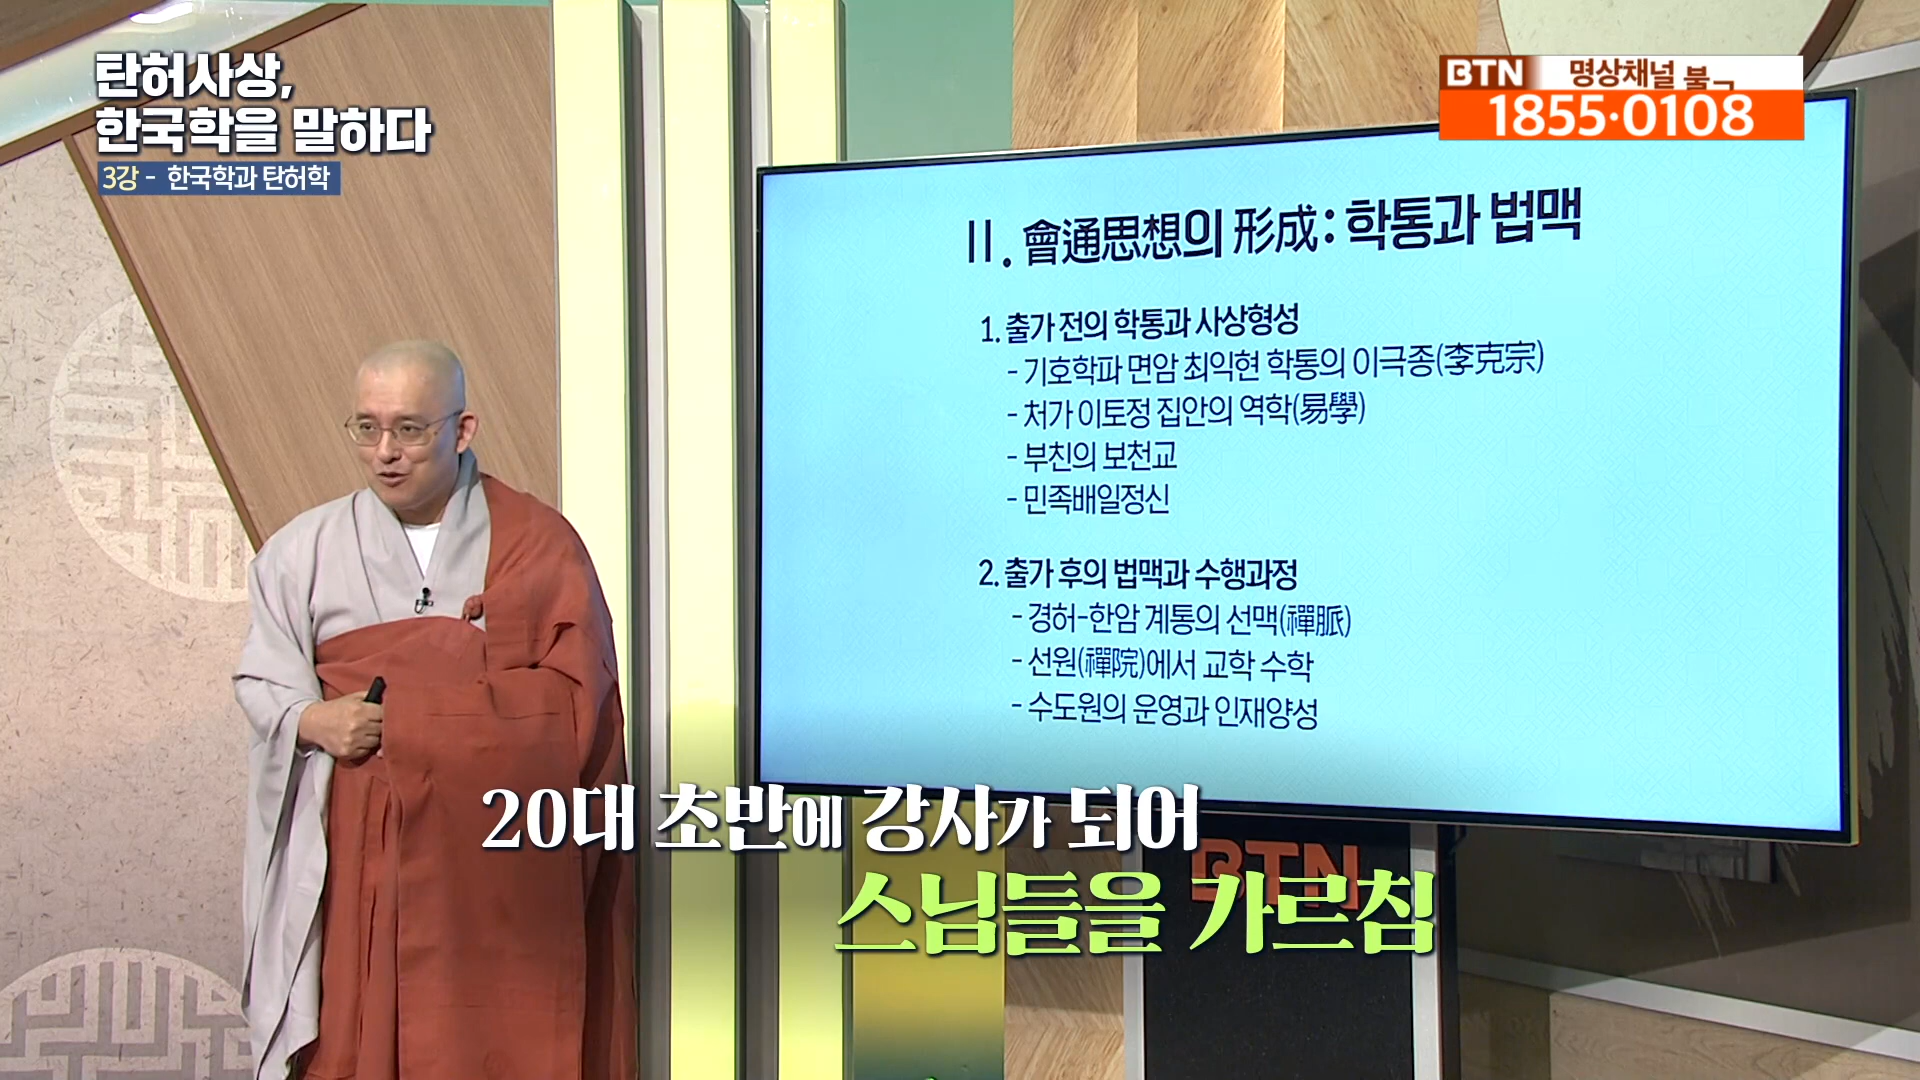 탄허사상,
한국학을 말하다
3강 - 한국학과 탄허학
BTN 명상채널
1855·0108
II. 會通思想의 形成 : 학통과 법맥
1. 출가 전의 학통과 사상형성
- 기호학파 면암 최익현 학통의 이극종(李克宗)
- 처가 이토정 집안의 역학(易學)
- 부친의 보천교
- 민족배일정신
2. 출가 후의 법맥과 수행과정
- 경허-한암 계통의 선맥(禪脈)
- 선원(禪院)에서 교학 수학
- 수도원의 운영과 인재양성
20대 초반에 강사가 되어
스님들을 가르침
BTN